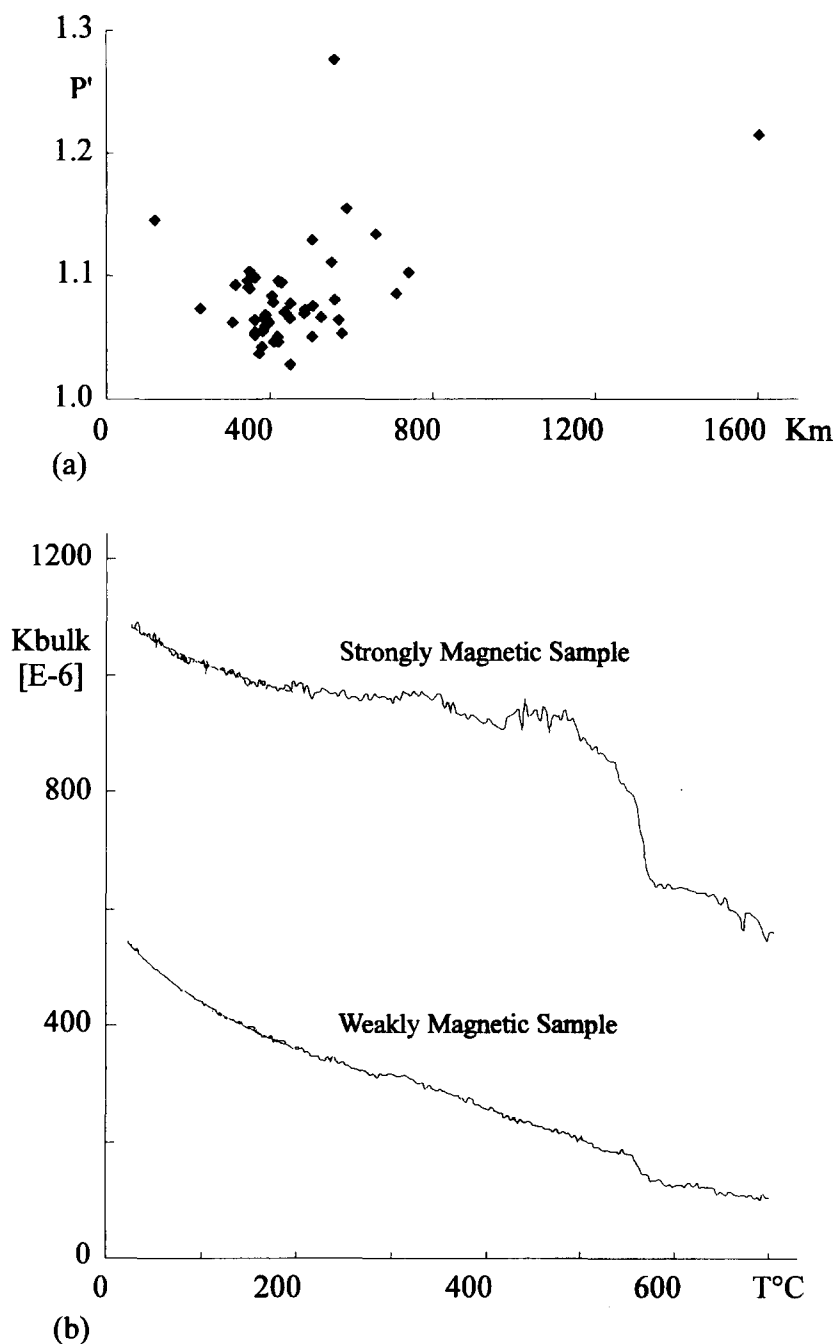 1.3
P'
1.2
1.1
1.0
0 400 800 1200 1600 Km
(a)
1200
Kbulk
[E-6]
Strongly Magnetic Sample
800
Weakly Magnetic Sample
400
0
0 200 400 600 T°C
(b)